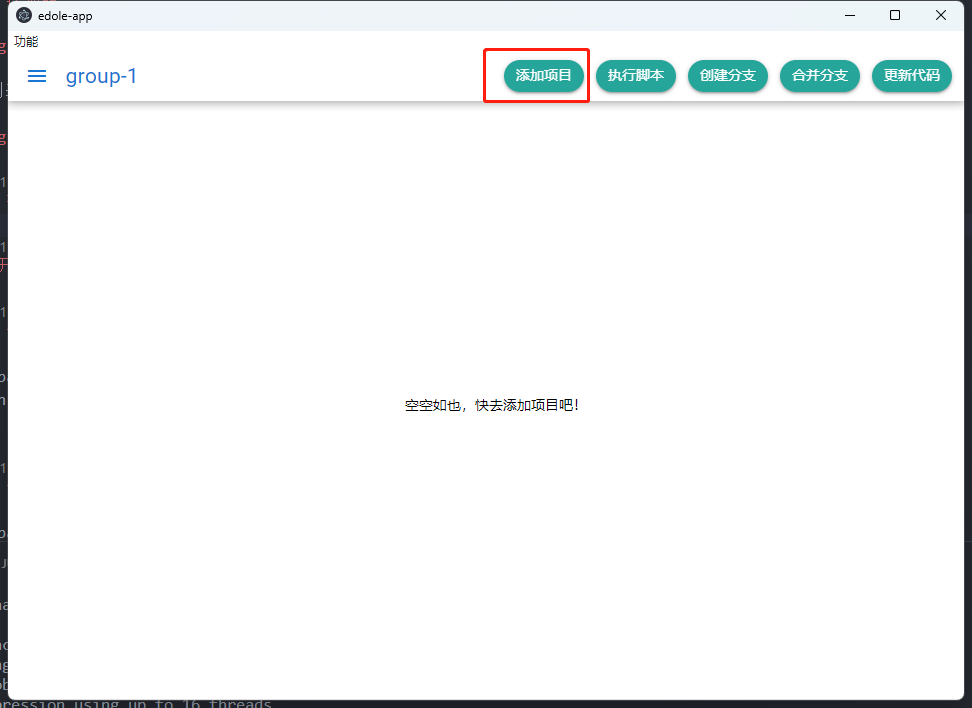 edole-app
功能
group-1
添加项目
执行脚本
创建分支
合并分支
更新代码
空空如也，快去添加项目吧！
pression using up to 16 threads